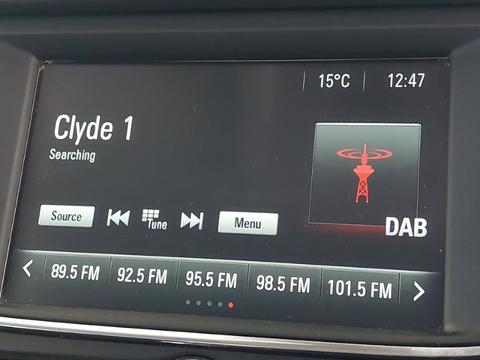 15°C 12:47
Clyde 1
Searching
Source Tune Menu
DAB
89.5 FM 92.5 FM 95.5 FM 98.5 FM 101.5 FM